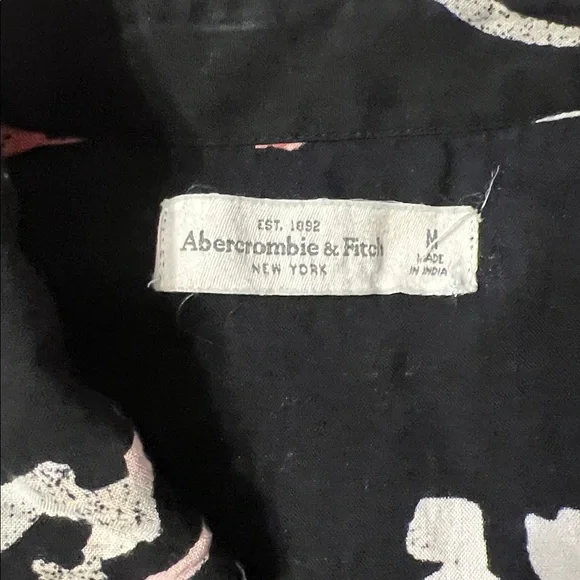 EST. 1892
Abercrombie & Fitch
NEW YORK
M
MADE
IN INDIA